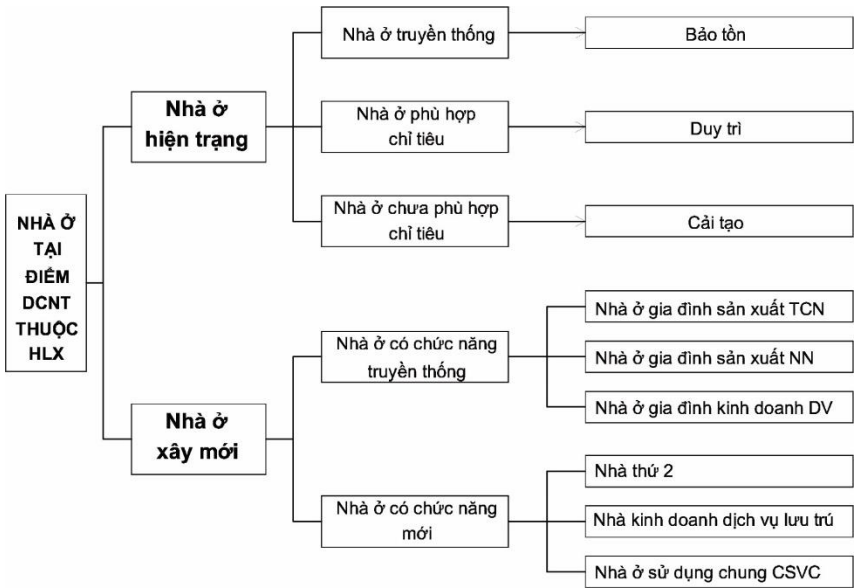 NHÀ Ở
TẠI
ĐIỂM
DCNT
THUỘC
HLX
Nhà ở
hiện trạng
Nhà ở truyền thống
Bảo tồn
Nhà ở phù hợp
chỉ tiêu
Duy trì
Nhà ở chưa phù hợp
chỉ tiêu
Cải tạo
Nhà ở
xây mới
Nhà ở có chức năng
truyền thống
Nhà ở gia đình sản xuất TCN
Nhà ở gia đình sản xuất NN
Nhà ở gia đình kinh doanh DV
Nhà ở có chức năng
mới
Nhà thứ 2
Nhà kinh doanh dịch vụ lưu trú
Nhà ở sử dụng chung CSVC